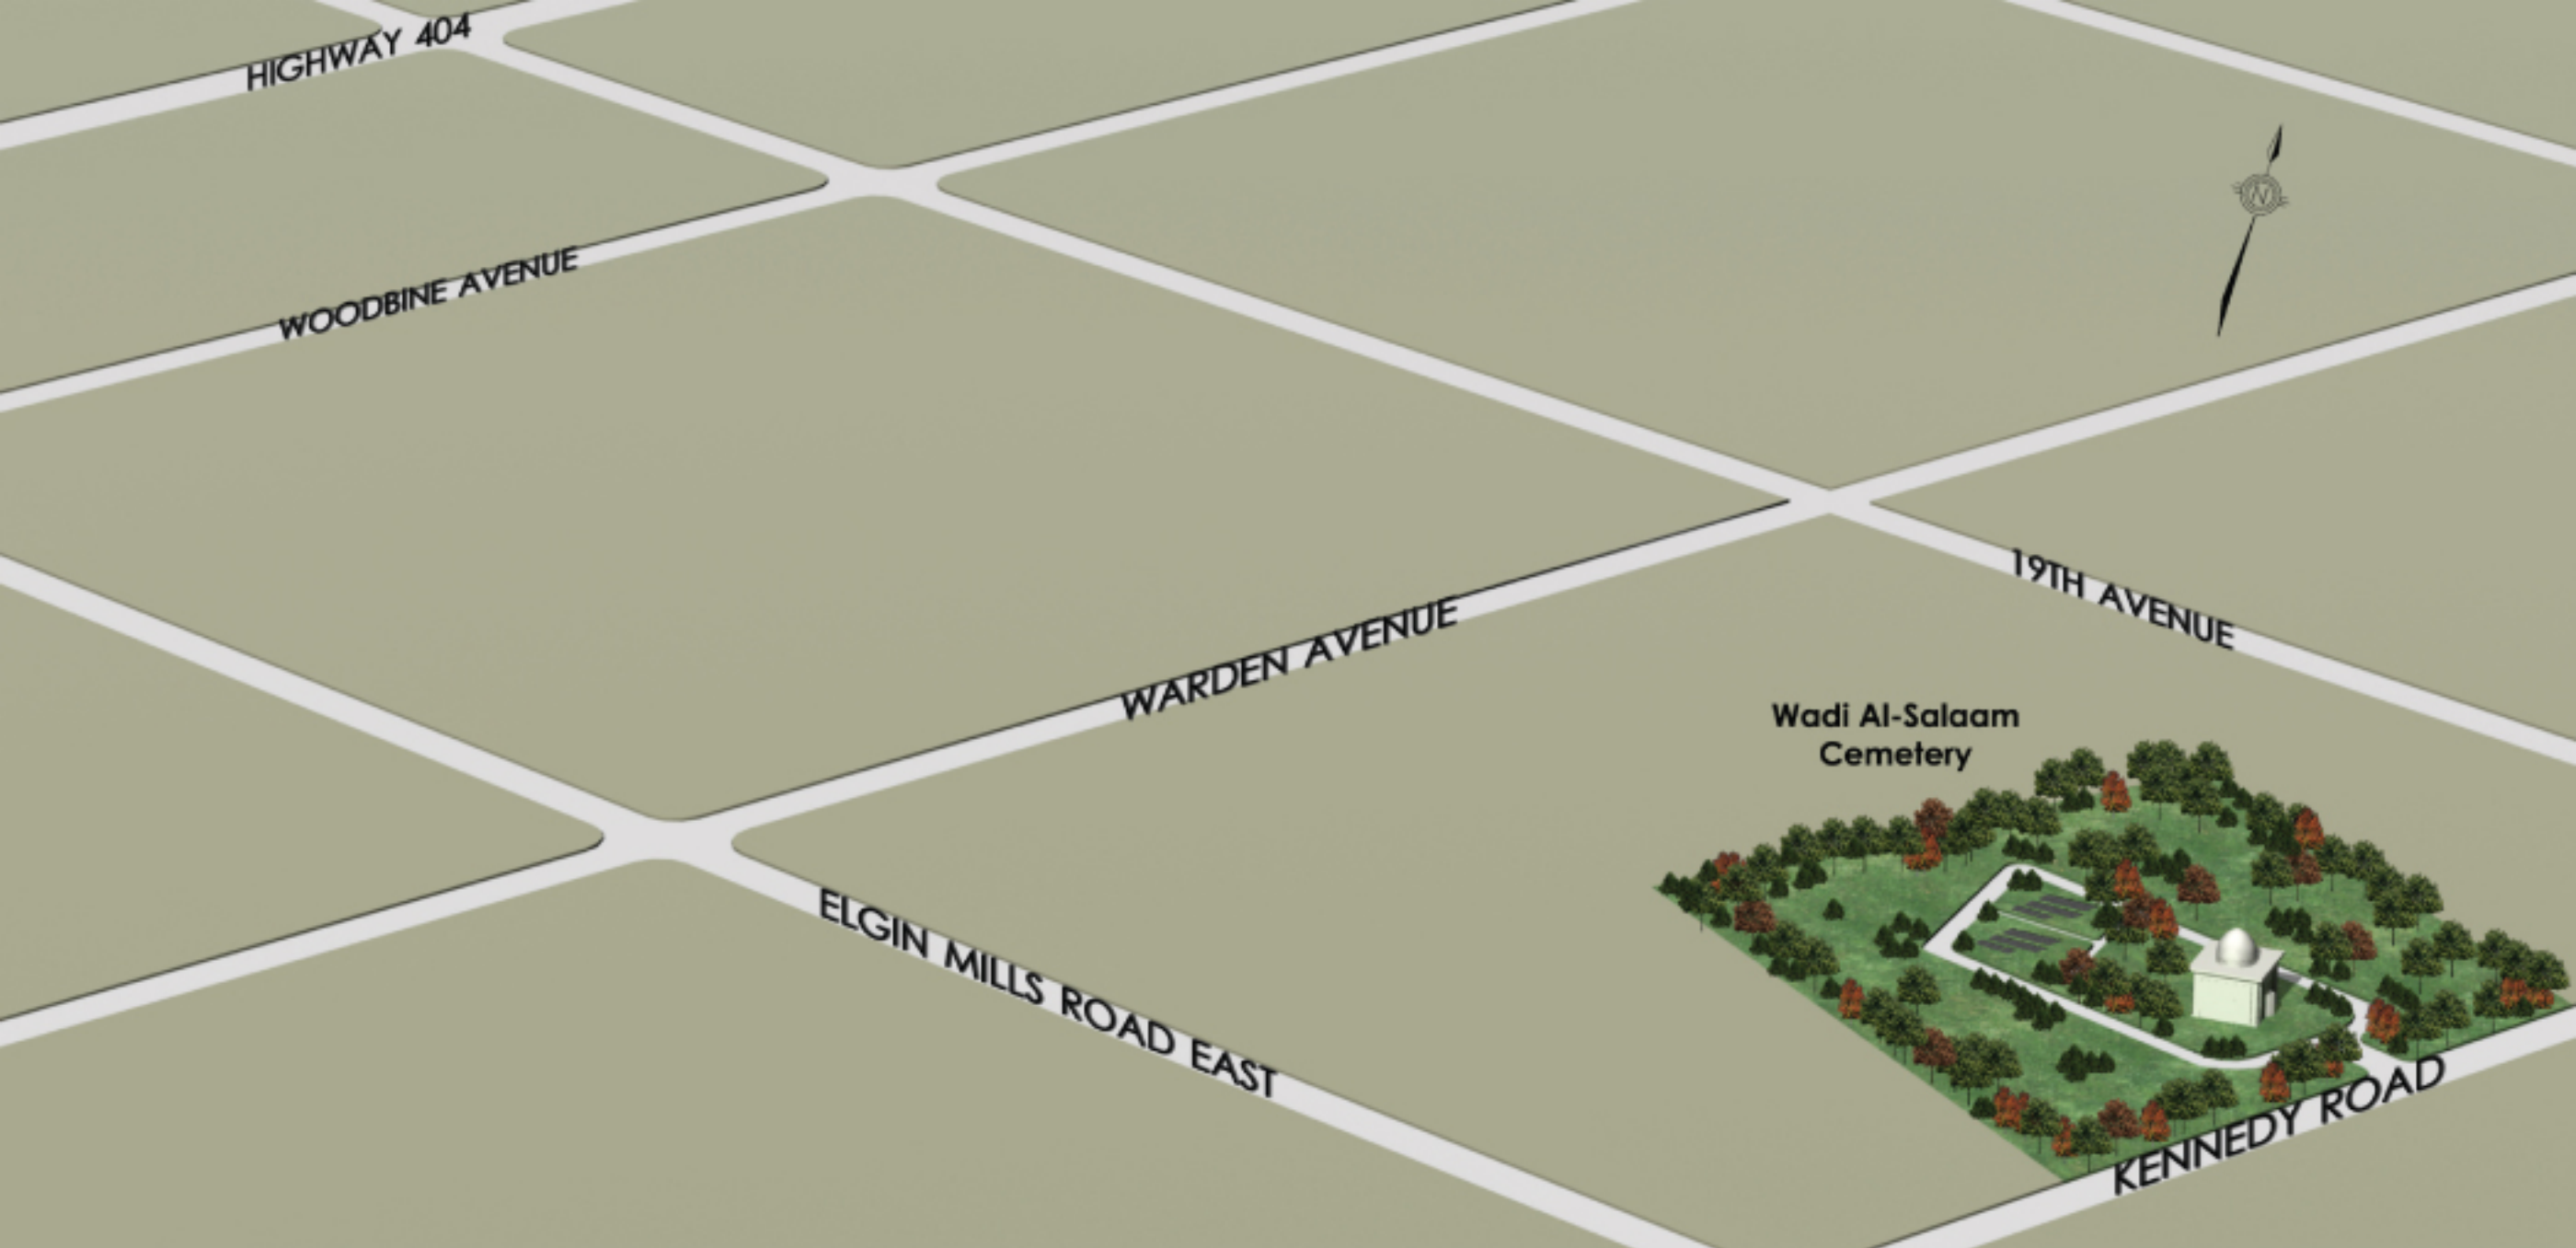 HIGHWAY 404
N
WOODBINE AVENUE
19TH AVENUE
WARDEN AVENUE
Wadi Al-Salaam
Cemetery
ELGIN MILLS ROAD EAST
KENNEDY ROAD